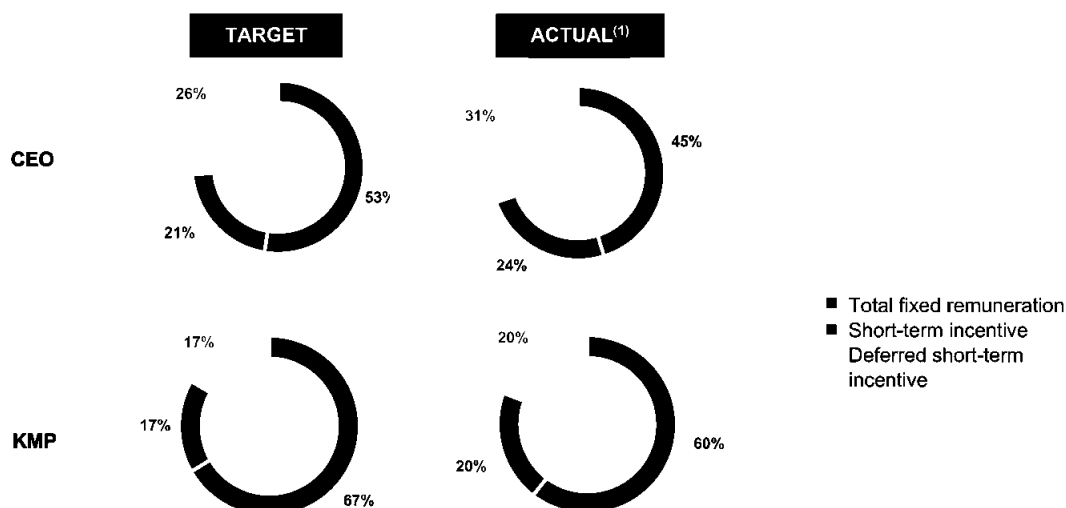 TARGET
ACTUAL(1)
26%
31%
45%
CEO
53%
21%
24%
Total fixed remuneration
Short-term incentive
Deferred short-term
incentive
17%
20%
17%
KMP
60%
20%
67%